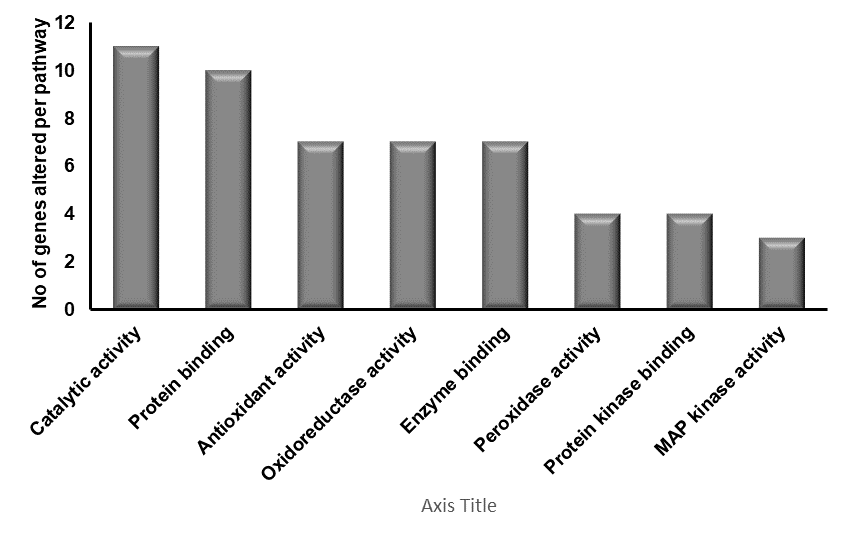 No of genes altered per pathway
12
10
8
6
4
2
0
Catalytic activity
Protein binding
Antioxidant activity
Oxidoreductase activity
Enzyme binding
Peroxidase activity
Protein kinase binding
MAP kinase activity
Axis Title